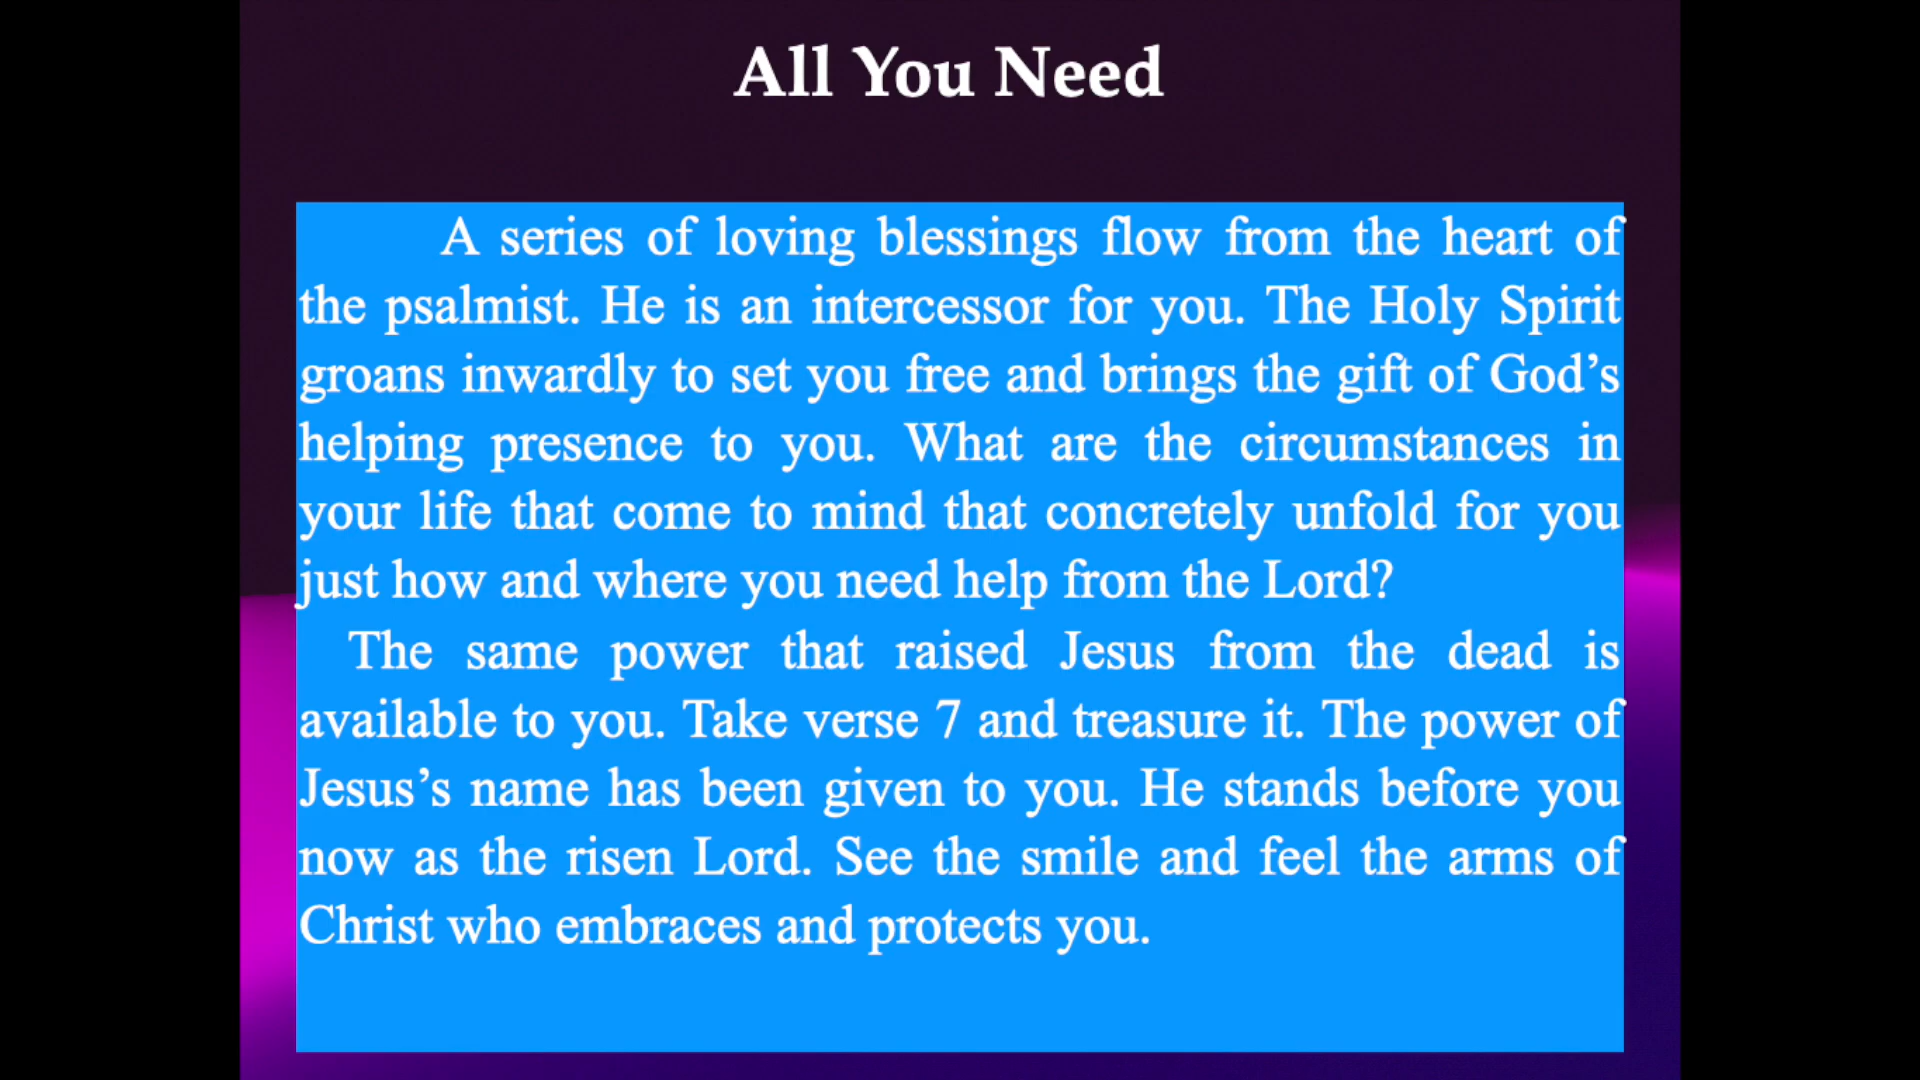 All You Need
A series of loving blessings flow from the heart of
the psalmist. He is an intercessor for you. The Holy Spirit
groans inwardly to set you free and brings the gift of God’s
helping presence to you. What are the circumstances in
your life that come to mind that concretely unfold for you
just how and where you need help from the Lord?
The same power that raised Jesus from the dead is
available to you. Take verse 7 and treasure it. The power of
Jesus’s name has been given to you. He stands before you
now as the risen Lord. See the smile and feel the arms of
Christ who embraces and protects you.